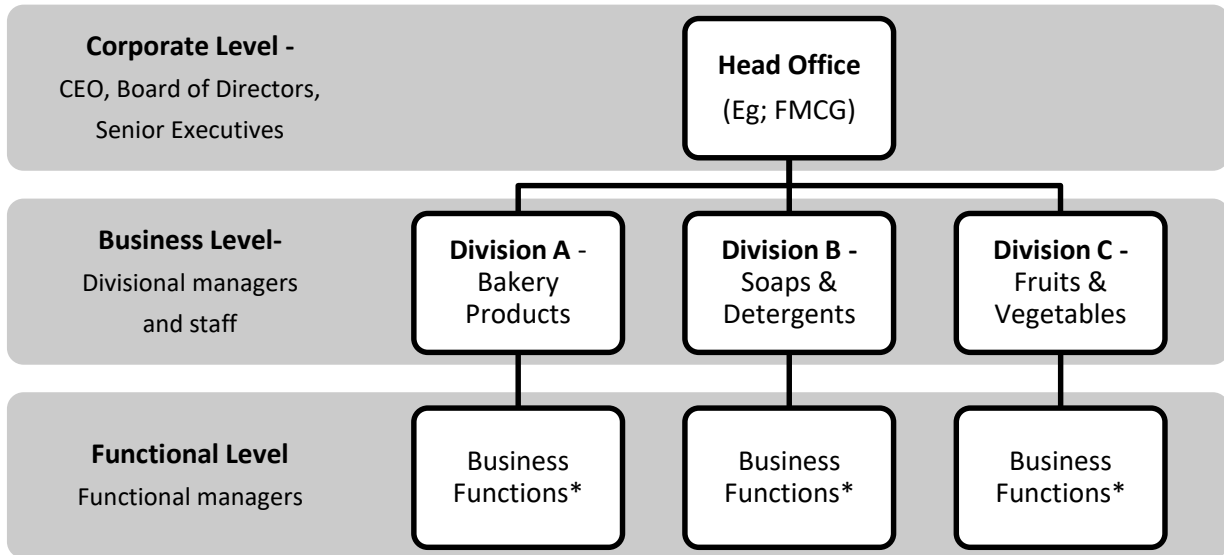 Corporate Level -
CEO, Board of Directors,
Senior Executives
Head Office
(Eg; FMCG)
Business Level-
Divisional managers
and staff
Division A -
Bakery
Products
Division B -
Soaps &
Detergents
Division C -
Fruits &
Vegetables
Functional Level
Functional managers
Business
Functions*
Business
Functions*
Business
Functions*